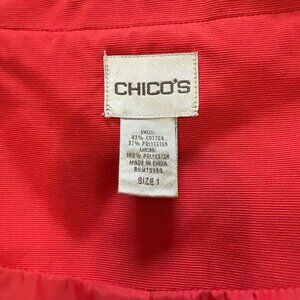 CHICO'S
SHELL:
63% COTTON
37% POLYESTER
LINING:
100% POLYESTER
MADE IN CHINA
SIZE 1